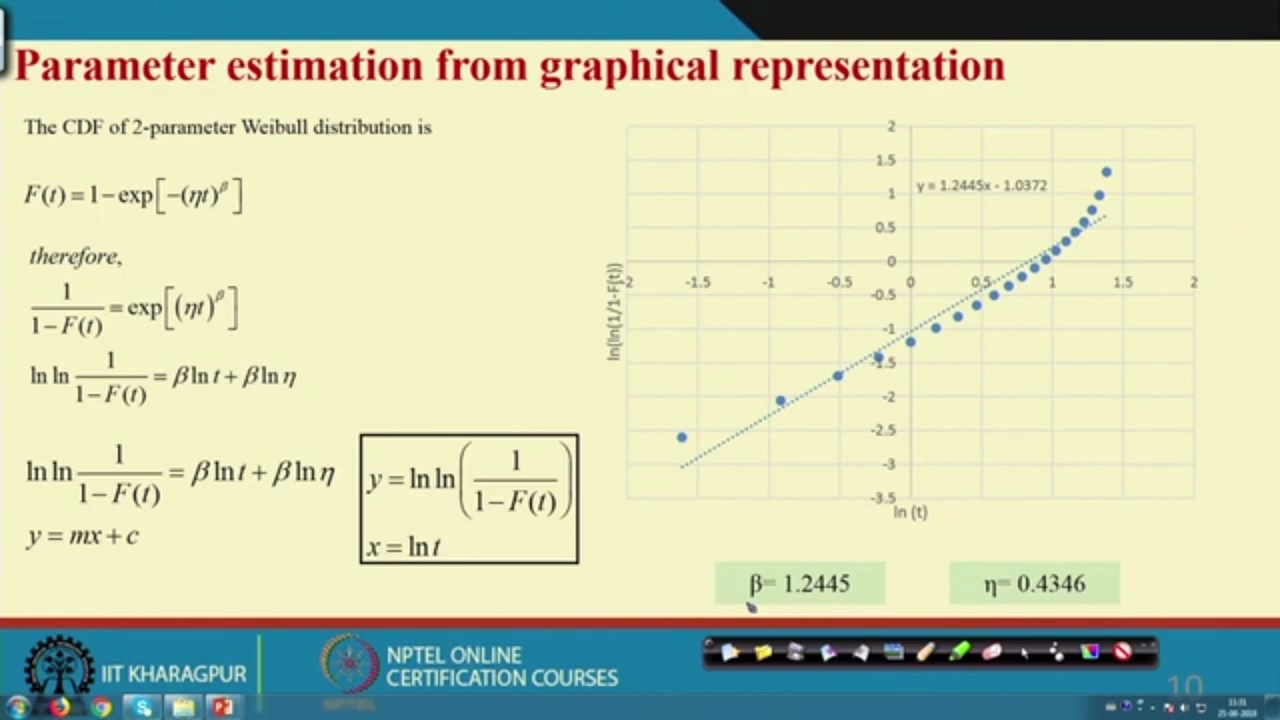 Parameter estimation from graphical representation
The CDF of 2-parameter Weibull distribution is
F(t) = 1 − exp[−(ηt)^β]
therefore,
1/(1 − F(t)) = exp[(ηt)^β]
ln ln 1/(1 − F(t)) = β ln t + β ln η
ln ln 1/(1 − F(t)) = β ln t + β ln η
y = mx + c
y = ln ln (1/(1 − F(t)))
x = ln t
ln(ln(1/1-F(t))
2
1.5
1
0.5
0
-0.5
-1
-1.5
-2
-2.5
-3
-3.5
y = 1.2445x - 1.0372
-2 -1.5 -1 -0.5 0 0.5 1 1.5 2
ln (t)
β= 1.2445
η= 0.4346
IIT KHARAGPUR
NPTEL ONLINE
CERTIFICATION COURSES
NPTEL
10